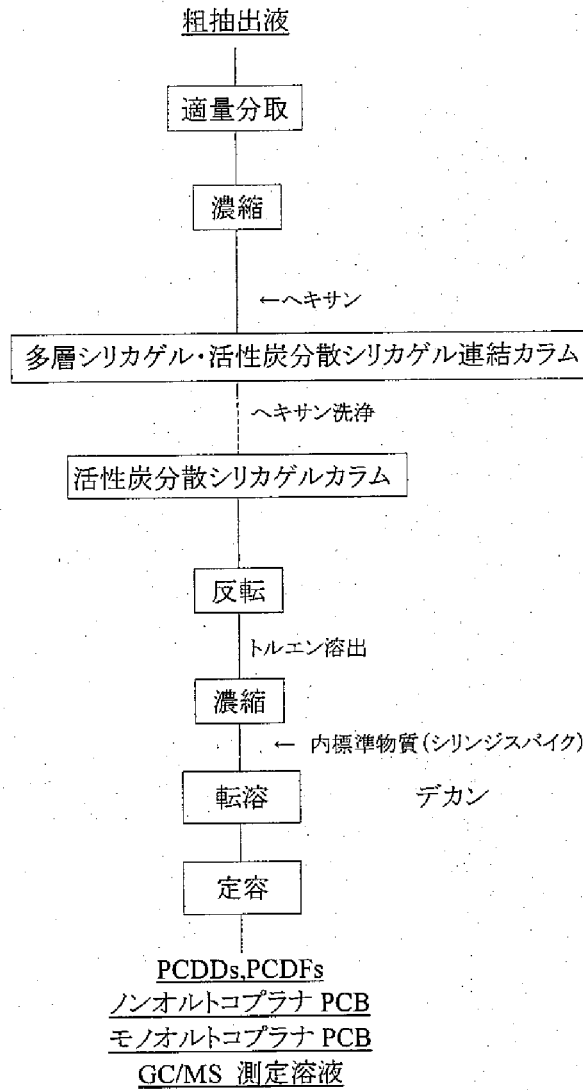 粗抽出液
適量分取
濃縮
←ヘキサン
多層シリカゲル・活性炭分散シリカゲル連結カラム
ヘキサン洗浄
活性炭分散シリカゲルカラム
反転
トルエン溶出
濃縮
← 内標準物質(シリンジスパイク)
転溶 デカン
定容
PCDDs,PCDFs
ノンオルトコプラナ PCB
モノオルトコプラナ PCB
GC/MS 測定溶液